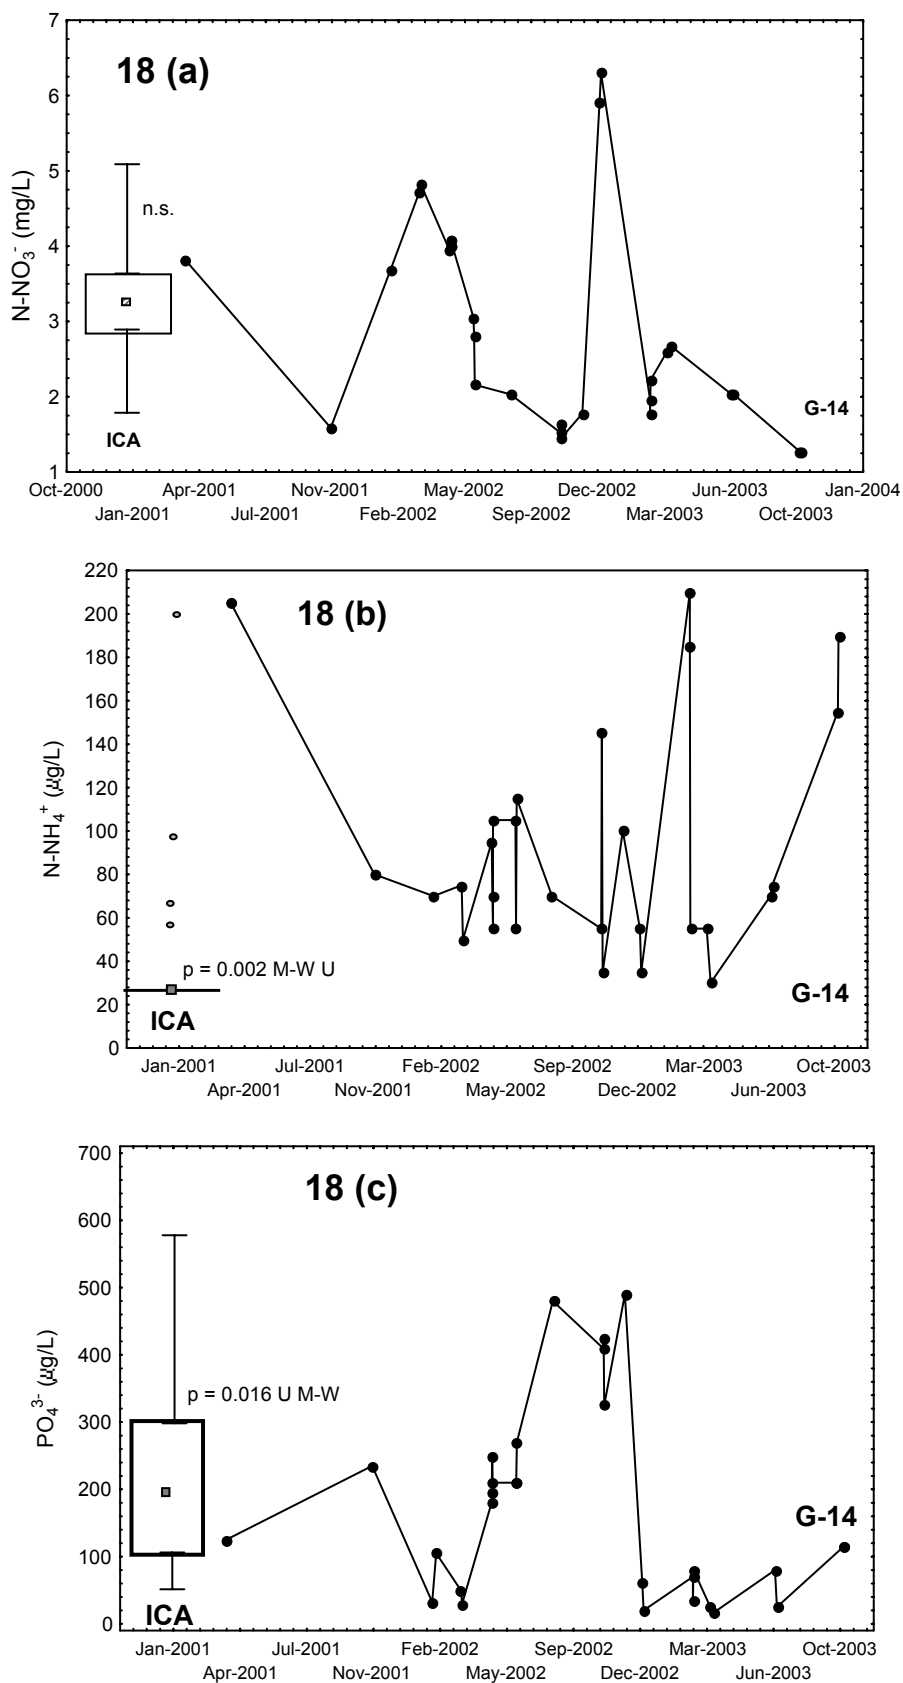 18 (a)
7
6
5
4
3
2
1
N-NO₃⁻ (mg/L)
n.s.
ICA
G-14
Oct-2000 Apr-2001 Nov-2001 May-2002 Dec-2002 Jun-2003 Jan-2004
Jan-2001 Jul-2001 Feb-2002 Sep-2002 Mar-2003 Oct-2003
18 (b)
220
200
180
160
140
120
100
80
60
40
20
0
N-NH₄⁺ (µg/L)
p = 0.002 M-W U
ICA
G-14
Jan-2001 Jul-2001 Feb-2002 Sep-2002 Mar-2003 Oct-2003
Apr-2001 Nov-2001 May-2002 Dec-2002 Jun-2003
18 (c)
700
600
500
400
300
200
100
0
PO₄³⁻ (µg/L)
p = 0.016 U M-W
ICA
G-14
Jan-2001 Jul-2001 Feb-2002 Sep-2002 Mar-2003 Oct-2003
Apr-2001 Nov-2001 May-2002 Dec-2002 Jun-2003